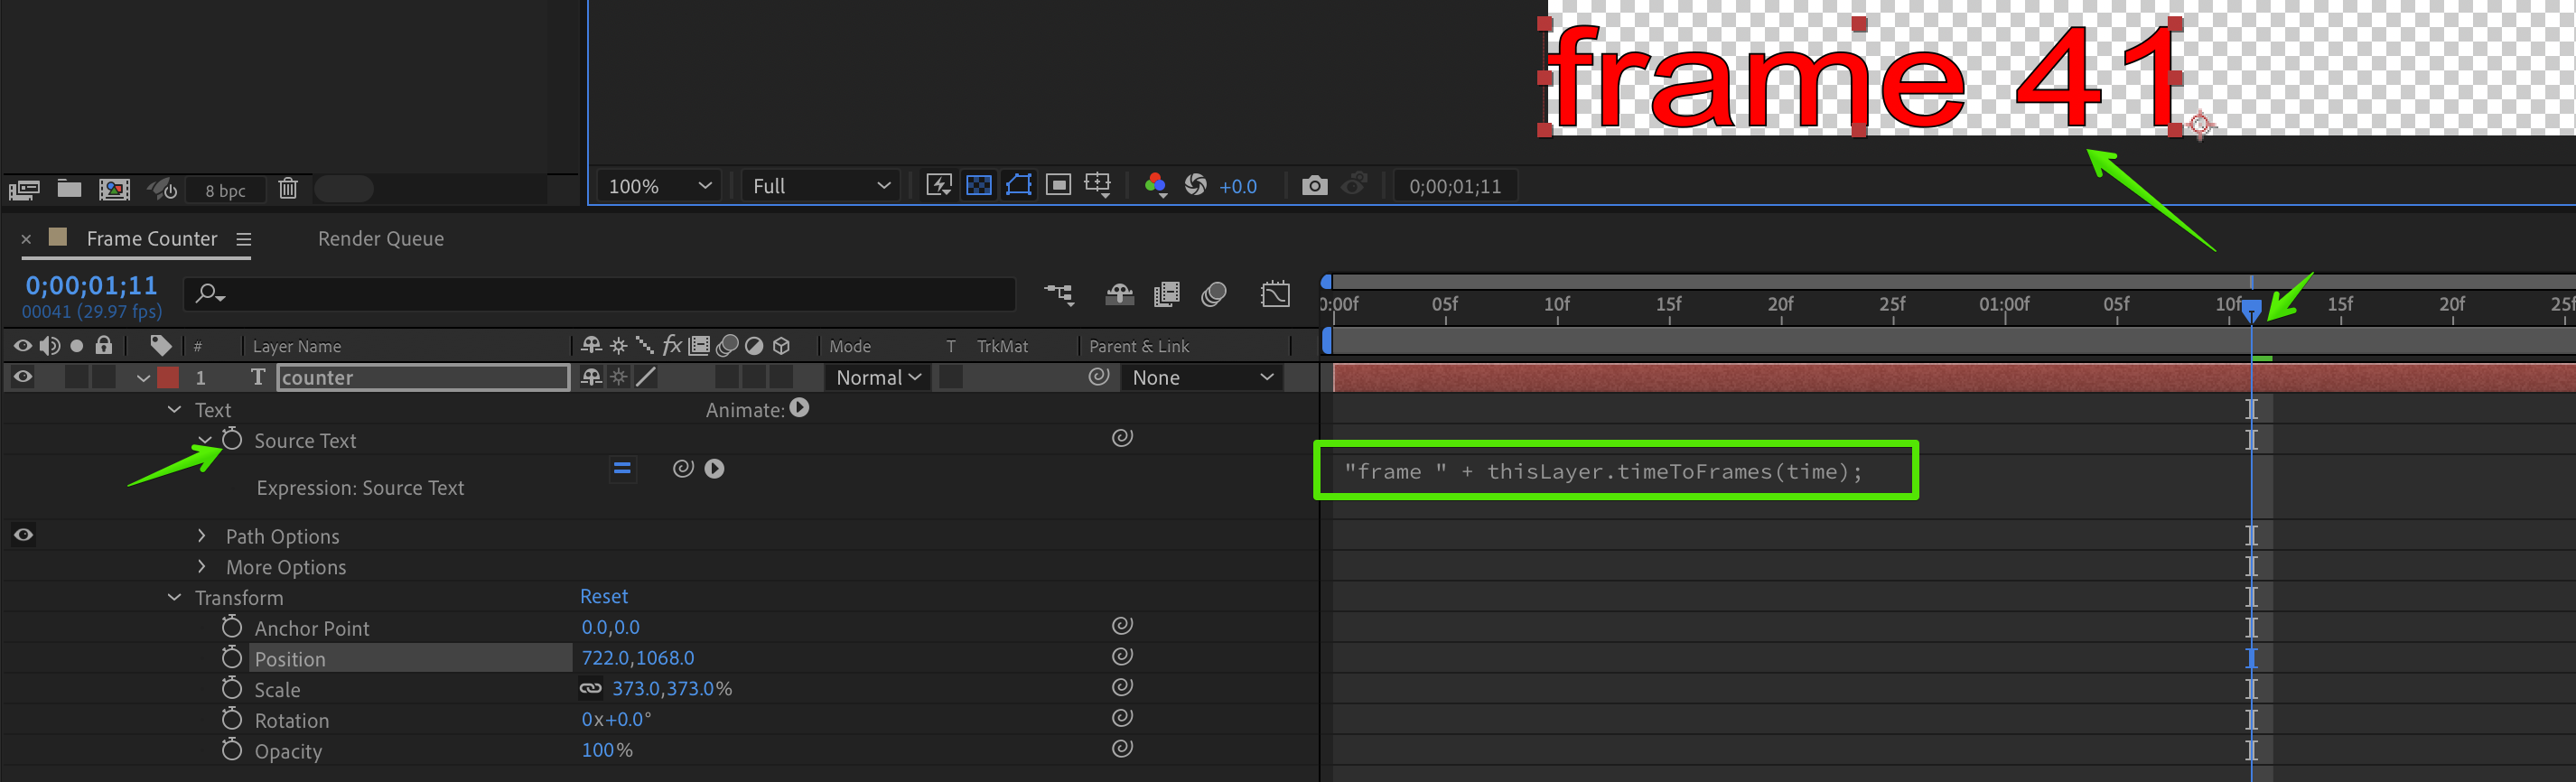 frame 41
8 bpc
100%
Full
+0.0
0;00;01;11
Frame Counter
Render Queue
0;00;01;11
00041 (29.97 fps)
0:00f 05f 10f 15f 20f 25f 01:00f 05f 10f 15f 20f 25f
# Layer Name fx Mode T TrkMat Parent & Link
1 T counter Normal None
Text Animate:
Source Text
"frame " + thisLayer.timeToFrames(time);
Expression: Source Text
Path Options
More Options
Transform Reset
Anchor Point 0.0,0.0
Position 722.0,1068.0
Scale 373.0,373.0%
Rotation 0x+0.0°
Opacity 100%